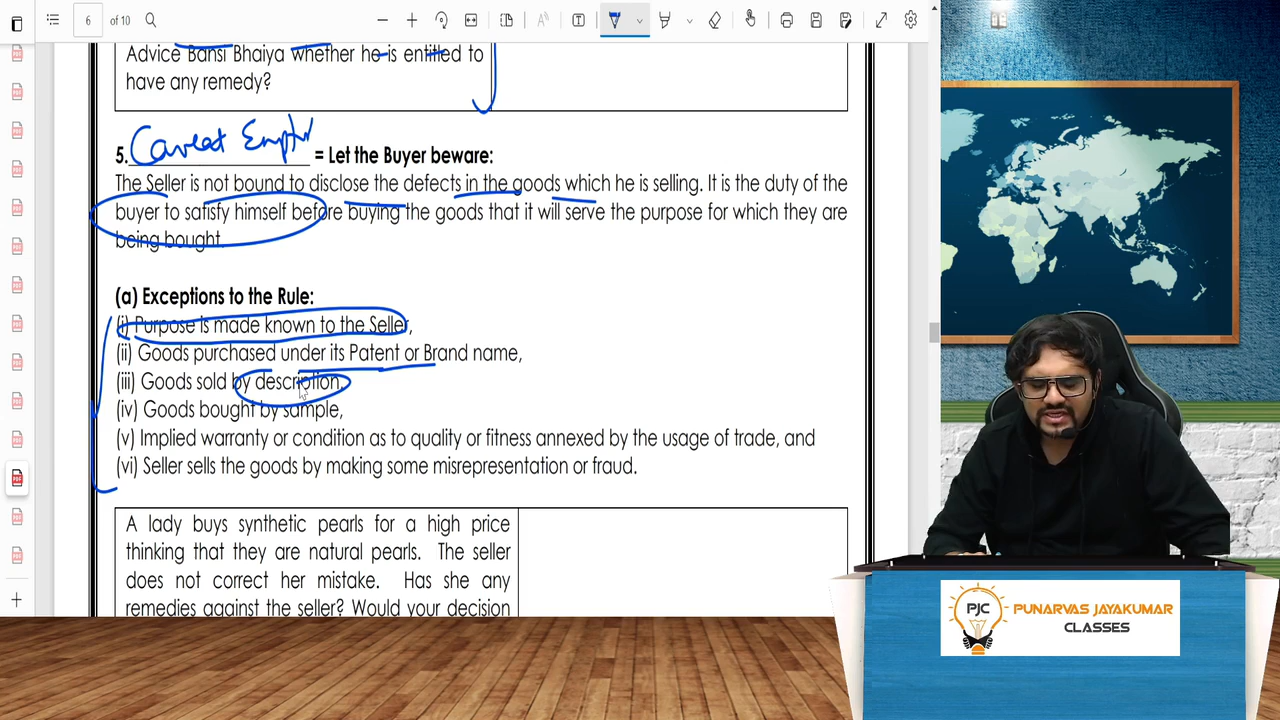 6 of 10
Advice Bansi Bhaiya whether he is entitled to
have any remedy?
5. Caveat Emptor = Let the Buyer beware:
The Seller is not bound to disclose the defects in the goods which he is selling. It is the duty of the
buyer to satisfy himself before buying the goods that it will serve the purpose for which they are
being bought.
(a) Exceptions to the Rule:
(i) Purpose is made known to the Seller,
(ii) Goods purchased under its Patent or Brand name,
(iii) Goods sold by description,
(iv) Goods bought by sample,
(v) Implied warranty or condition as to quality or fitness annexed by the usage of trade, and
(vi) Seller sells the goods by making some misrepresentation or fraud.
A lady buys synthetic pearls for a high price
thinking that they are natural pearls. The seller
does not correct her mistake. Has she any
remedies against the seller? Would your decision
PJC PUNARVAS JAYAKUMAR
CLASSES